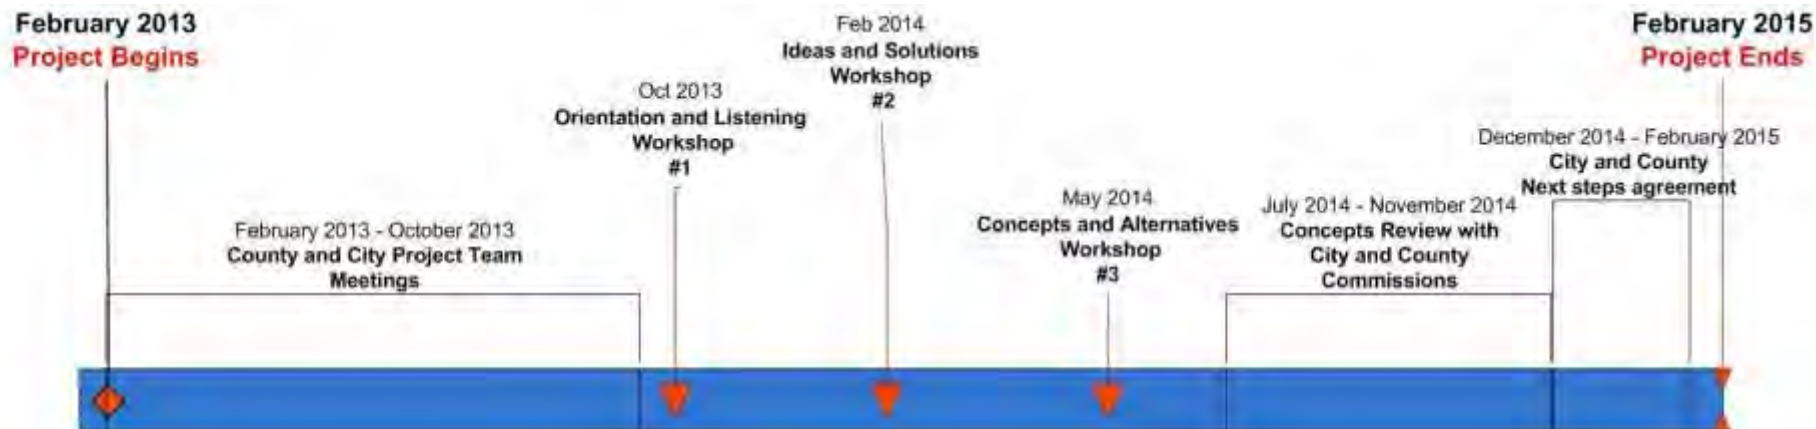 February 2013
Project Begins
February 2013 - October 2013
County and City Project Team
Meetings
Oct 2013
Orientation and Listening
Workshop
#1
Feb 2014
Ideas and Solutions
Workshop
#2
May 2014
Concepts and Alternatives
Workshop
#3
July 2014 - November 2014
Concepts Review with
City and County
Commissions
December 2014 - February 2015
City and County
Next steps agreement
February 2015
Project Ends